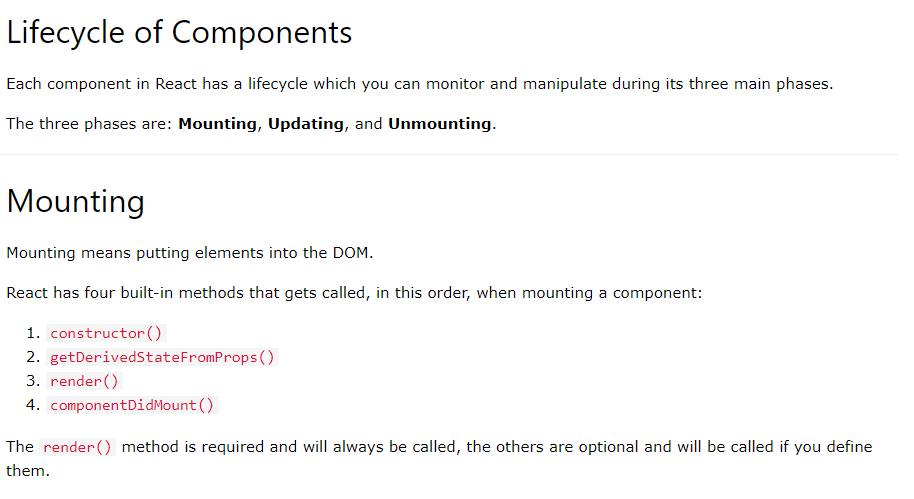 Lifecycle of Components
Each component in React has a lifecycle which you can monitor and manipulate during its three main phases.
The three phases are: Mounting, Updating, and Unmounting.
Mounting
Mounting means putting elements into the DOM.
React has four built-in methods that gets called, in this order, when mounting a component:
1. constructor()
2. getDerivedStateFromProps()
3. render()
4. componentDidMount()
The render() method is required and will always be called, the others are optional and will be called if you define
them.